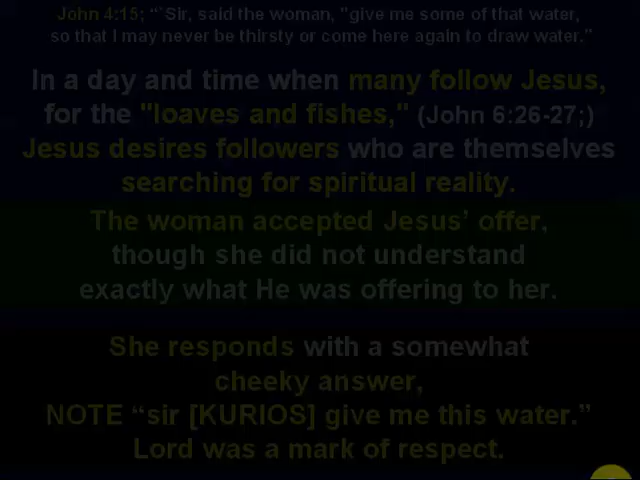 John 4:15; “`Sir, said the woman, "give me some of that water,
so that I may never be thirsty or come here again to draw water."
In a day and time when many follow Jesus,
for the "loaves and fishes," (John 6:26-27;)
Jesus desires followers who are themselves
searching for spiritual reality.
The woman accepted Jesus’ offer,
though she did not understand
exactly what He was offering to her.
She responds with a somewhat
cheeky answer,
NOTE “sir [KURIOS] give me this water.”
Lord was a mark of respect.